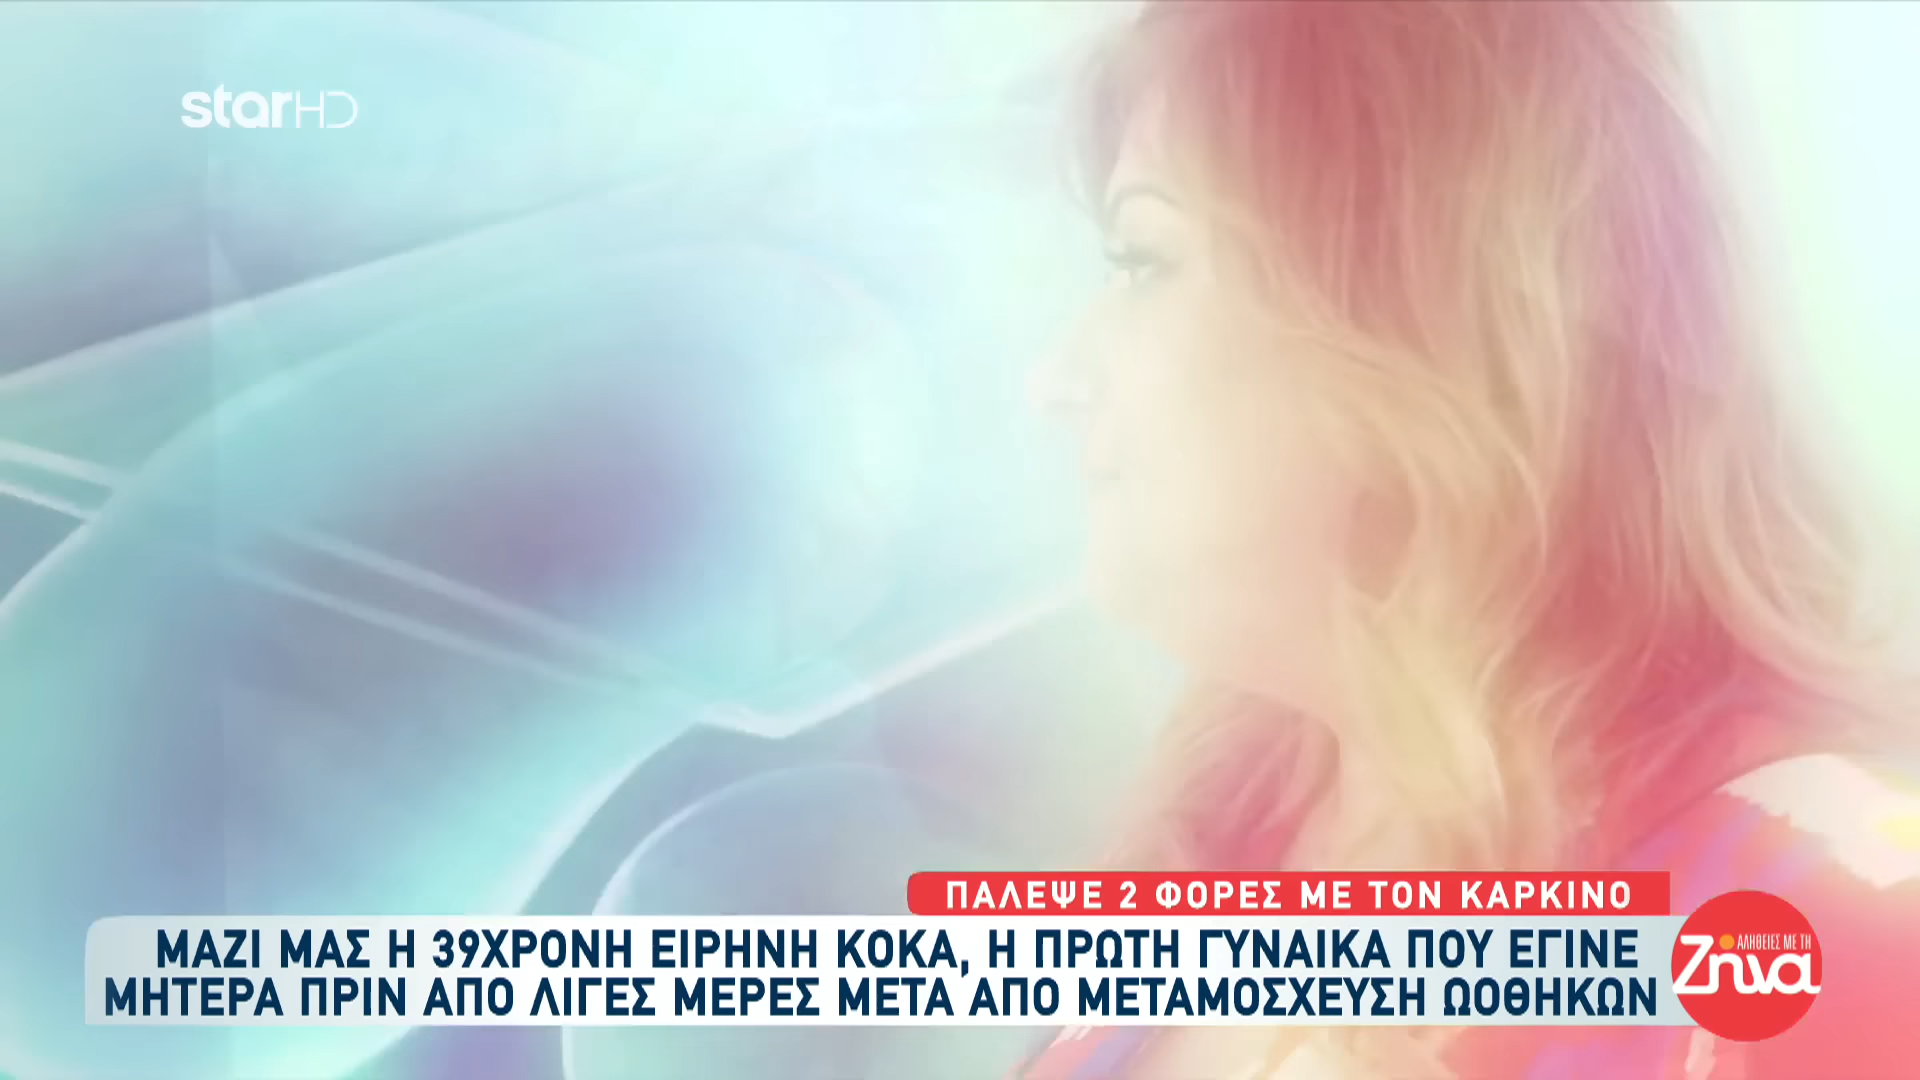 starHD
ΠΑΛΕΨΕ 2 ΦΟΡΕΣ ΜΕ ΤΟΝ ΚΑΡΚΙΝΟ
ΜΑΖΙ ΜΑΣ Η 39ΧΡΟΝΗ ΕΙΡΗΝΗ ΚΟΚΑ, Η ΠΡΩΤΗ ΓΥΝΑΙΚΑ ΠΟΥ ΕΓΙΝΕ
ΜΗΤΕΡΑ ΠΡΙΝ ΑΠΟ ΛΙΓΕΣ ΜΕΡΕΣ ΜΕΤΑ ΑΠΟ ΜΕΤΑΜΟΣΧΕΥΣΗ ΩΟΘΗΚΩΝ
ΑΛΗΘΕΙΕΣ ΜΕ ΤΗ
Ζήνα